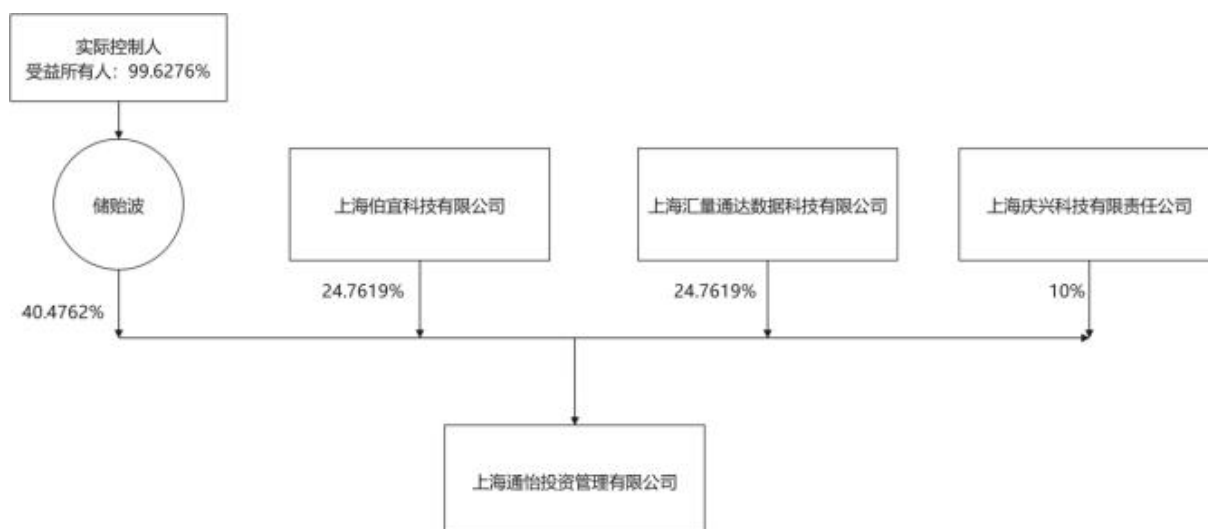 实际控制人
受益所有人：99.6276%
储贻波
上海伯宜科技有限公司
上海汇量通达数据科技有限公司
上海庆兴科技有限责任公司
40.4762%
24.7619%
24.7619%
10%
上海通怡投资管理有限公司